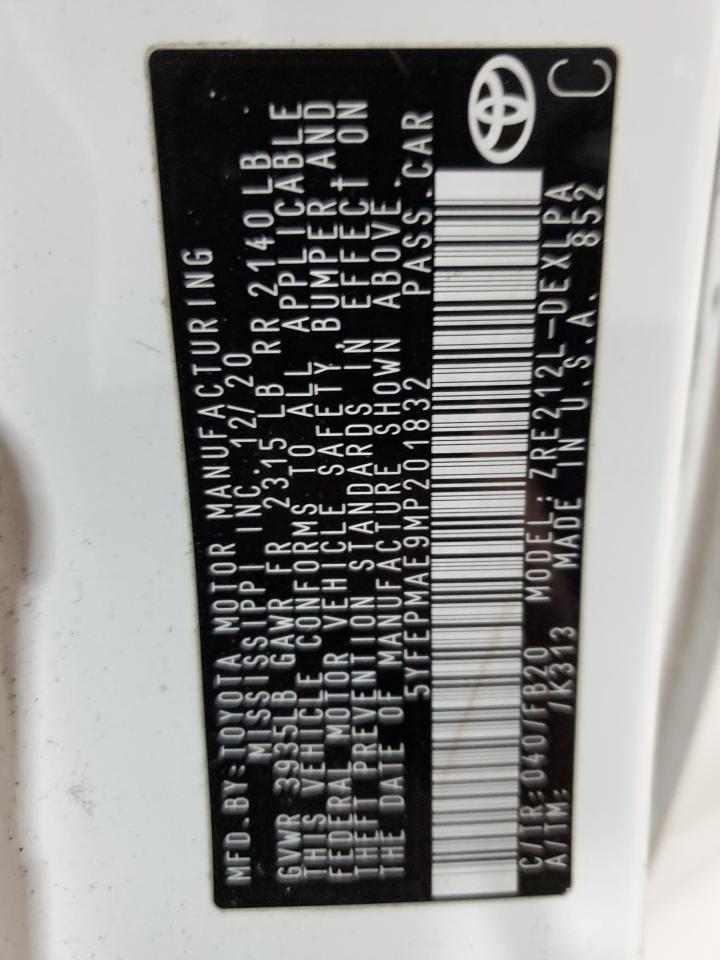 MFD.BY:TOYOTA MOTOR MANUFACTURING
MISSISSIPPI INC. 12/20
GVWR 3935LB GAWR FR 2315 LB RR 2140LB
THIS VEHICLE CONFORMS TO ALL APPLICABLE
FEDERAL MOTOR VEHICLE SAFETY, BUMPER AND
THEFT PREVENTION STANDARDS IN EFFECT ON
THE DATE OF MANUFACTURE SHOWN ABOVE.
5YFEPMAE9MP201832 PASS.CAR
C/TR:040/FB20 MODEL:ZRE212L-DEXLPA
A/TM: /K313 MADE IN U.S.A. 852
C